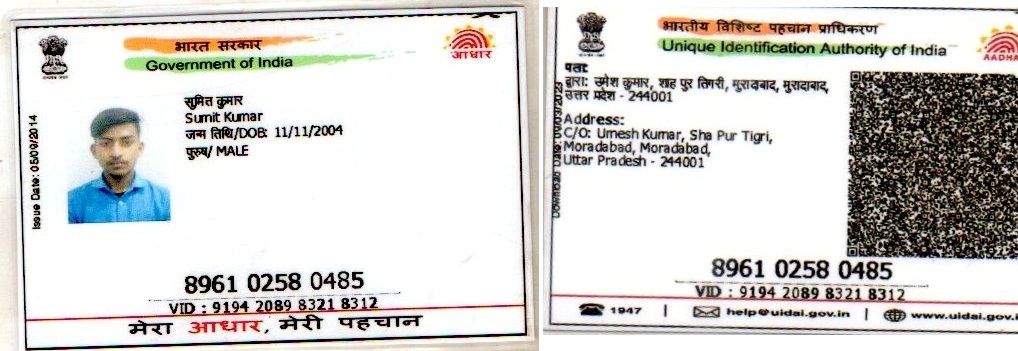 भारत सरकार
Government of India
आधार
Issue Date: 05/09/2014
सुमित कुमार
Sumit Kumar
जन्म तिथि/DOB: 11/11/2004
पुरुष/ MALE
8961 0258 0485
VID : 9194 2089 8321 8312
मेरा आधार, मेरी पहचान
भारतीय विशिष्ट पहचान प्राधिकरण
Unique Identification Authority of India
पता:
द्वारा: उमेश कुमार, शाह पुर तिगरी, मुरादाबाद, मुरादाबाद,
उत्तर प्रदेश - 244001
Address:
C/O: Umesh Kumar, Sha Pur Tigri,
Moradabad, Moradabad,
Uttar Pradesh - 244001
8961 0258 0485
VID : 9194 2089 8321 8312
1947 | help@uidai.gov.in | www.uidai.gov.i